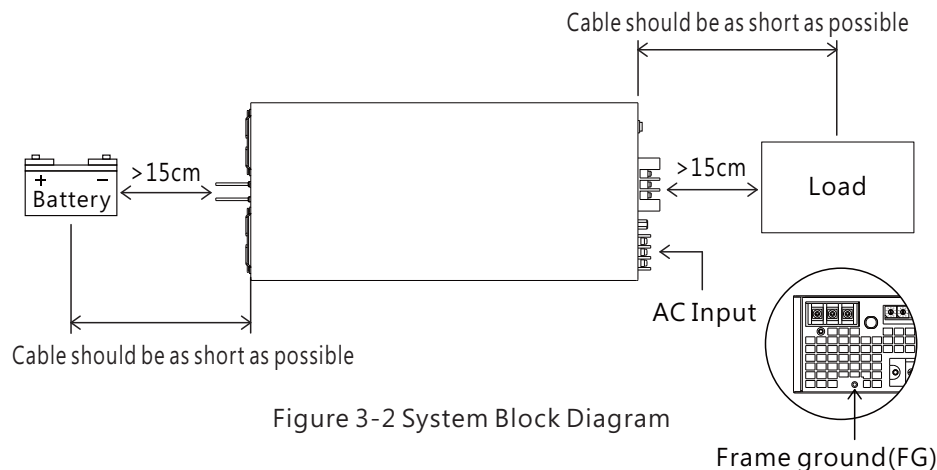 Cable should be as short as possible
>15cm
+ −
Battery
>15cm
Load
AC Input
Cable should be as short as possible
Figure 3-2 System Block Diagram
Frame ground(FG)